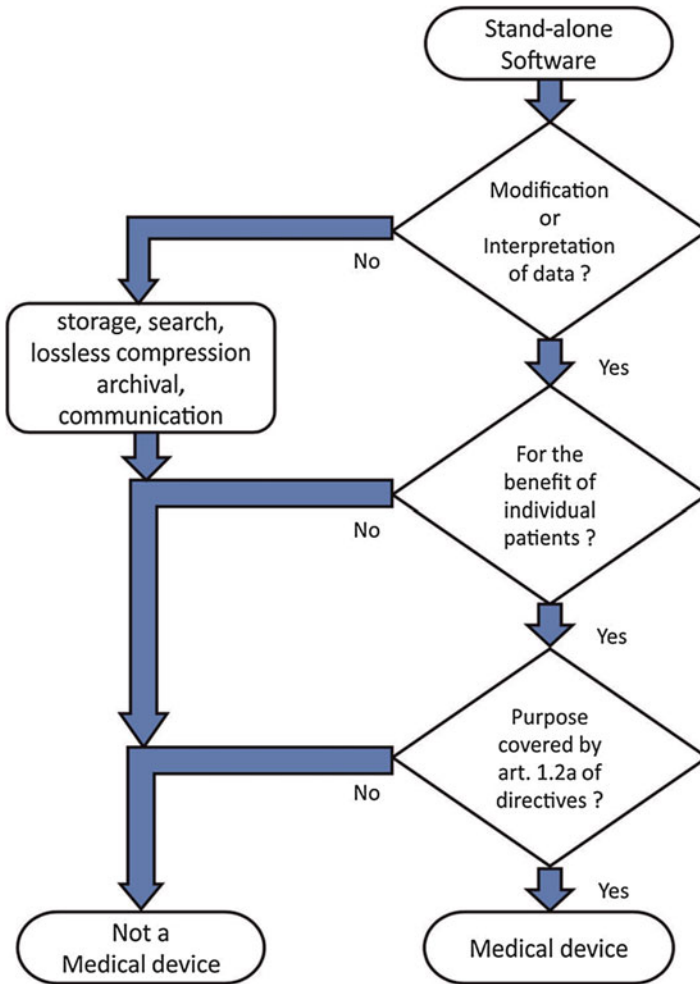 Stand-alone
Software
Modification
or
Interpretation
of data ?
No
Yes
storage, search,
lossless compression
archival,
communication
For the
benefit of
individual
patients ?
No
Yes
Purpose
covered by
art. 1.2a of
directives ?
No
Yes
Not a
Medical device
Medical device